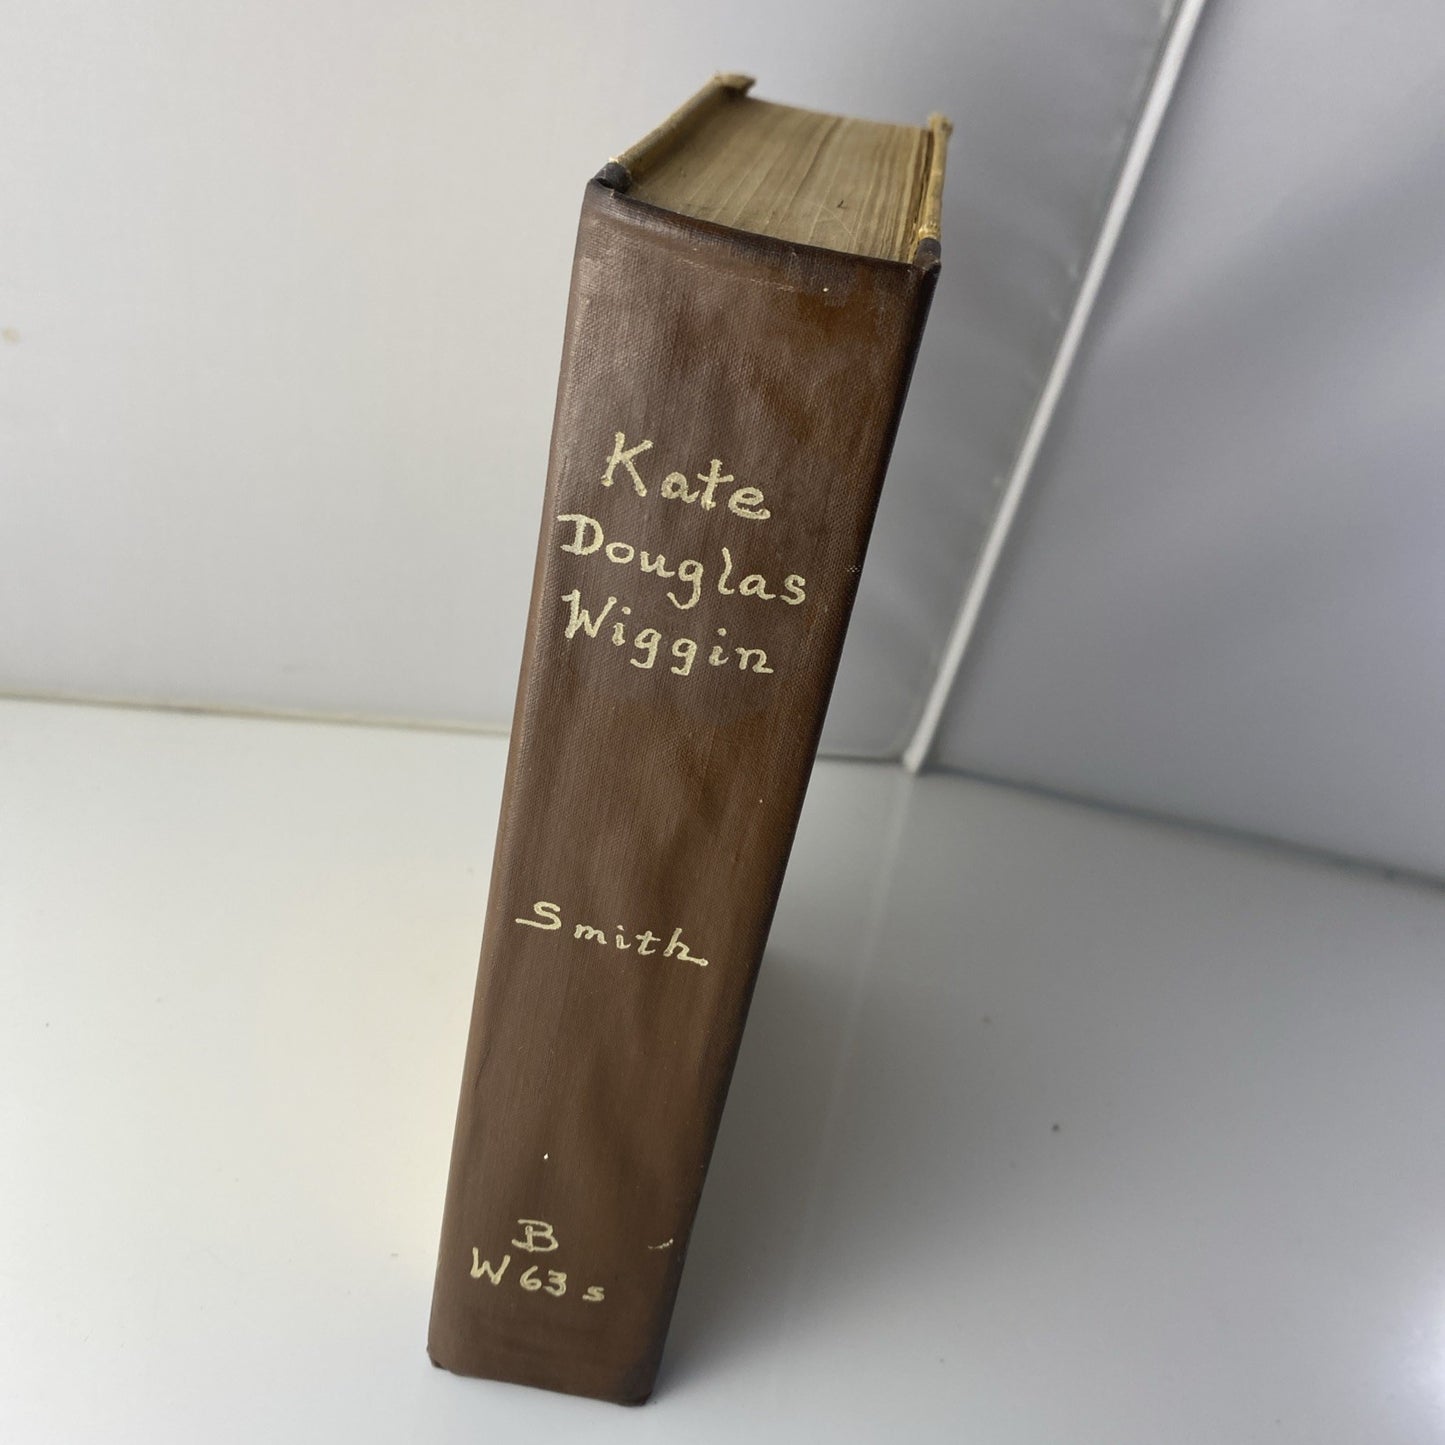 Kate
Douglas
Wiggin
Smith
B
W63s